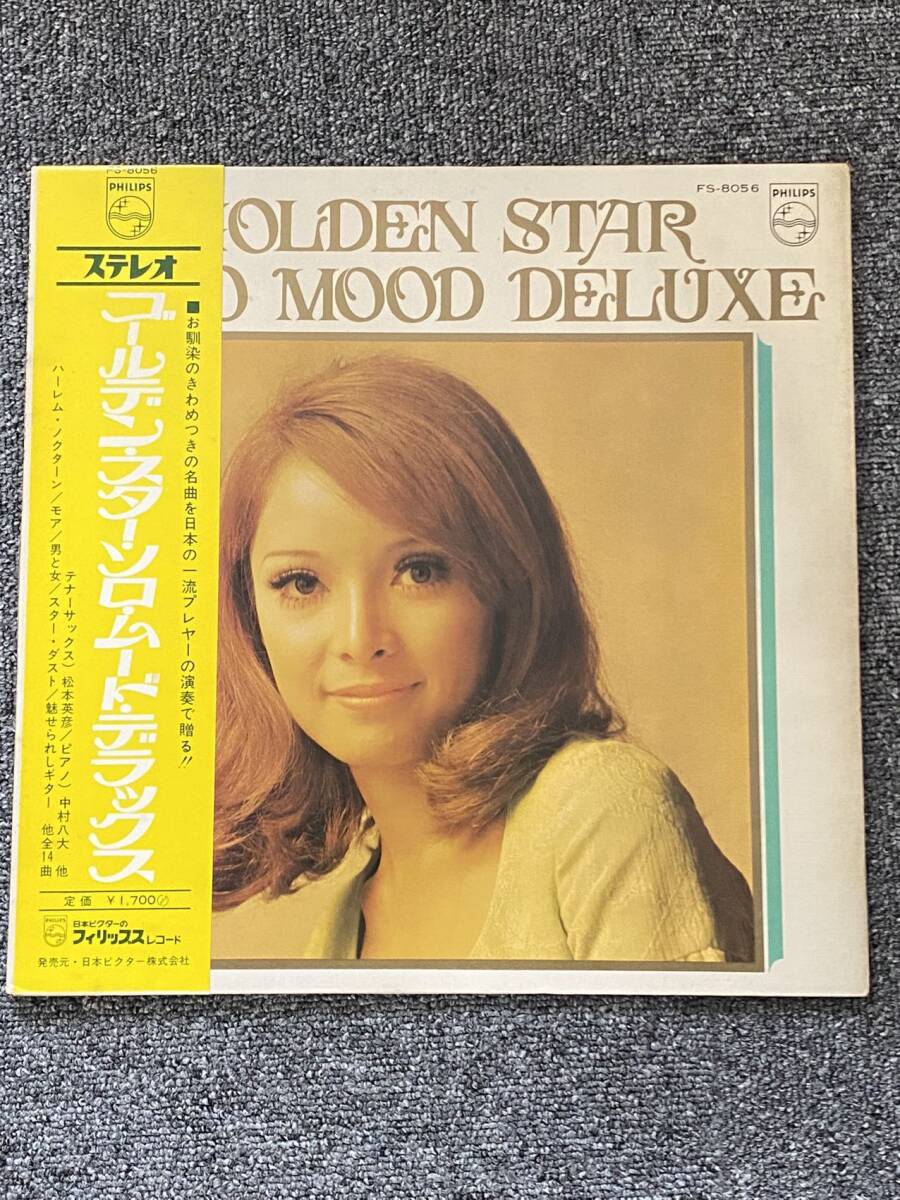 FS-8056
PHILIPS
ステレオ
ゴールデン・スター・ソロ・ムード・デラックス
■お馴染のきわめつきの名曲を日本の一流プレヤーの演奏で贈る!!
テナーサックス)松本英彦/ピアノ)中村八大 他
ハーレム・ノクターン/モア/男と女/スター・ダスト/魅せられしギター 他全14曲
定価 ¥1,700
PHILIPS
日本ビクターの
フィリップスレコード
発売元・日本ビクター株式会社
FS-8056
PHILIPS
OLDEN STAR
O MOOD DELUXE